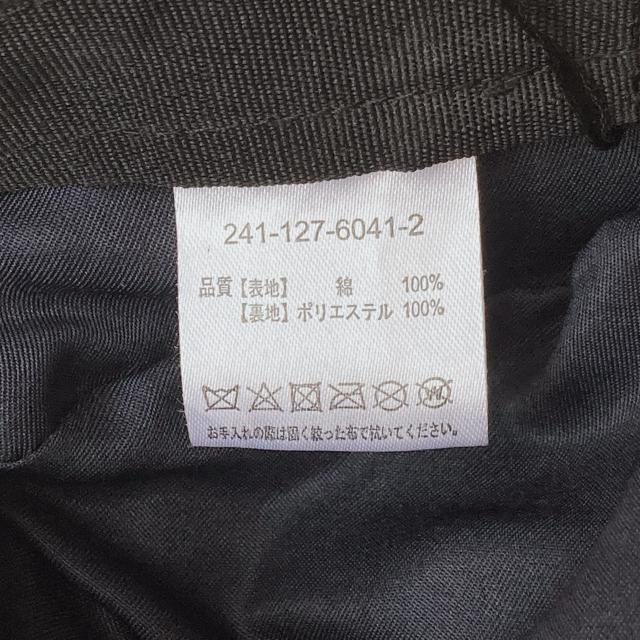 241-127-6041-2
品質【表地】 綿 100%
【裏地】ポリエステル 100%
お手入れの際は固く絞った布で拭いてください。